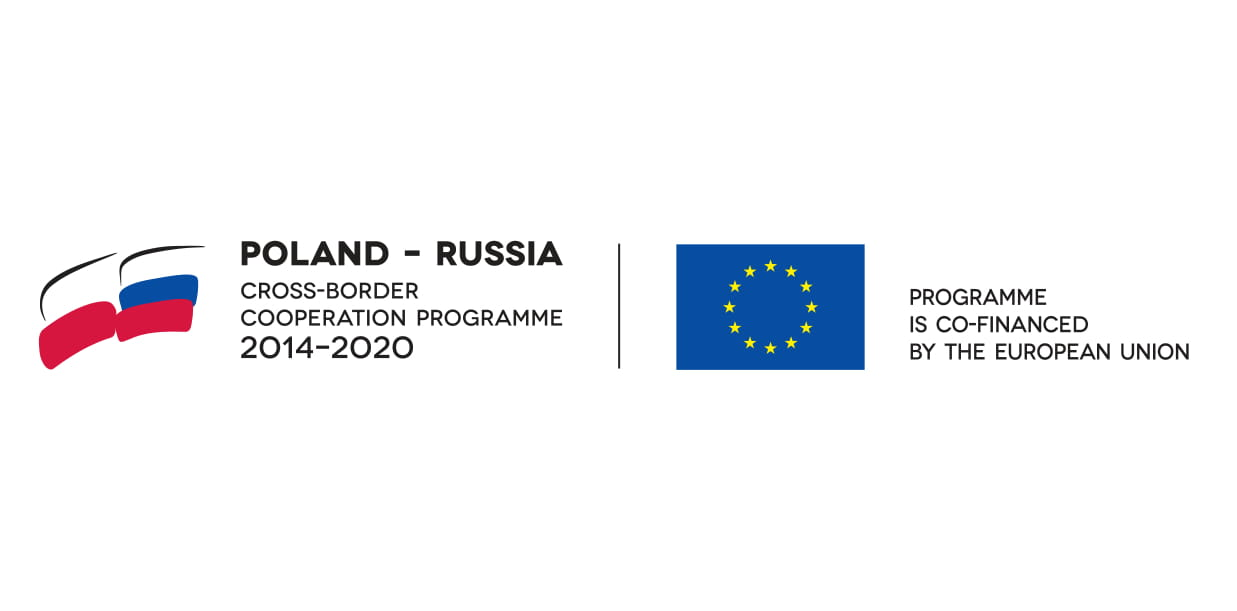 POLAND – RUSSIA
CROSS-BORDER
COOPERATION PROGRAMME
2014–2020
PROGRAMME
IS CO-FINANCED
BY THE EUROPEAN UNION